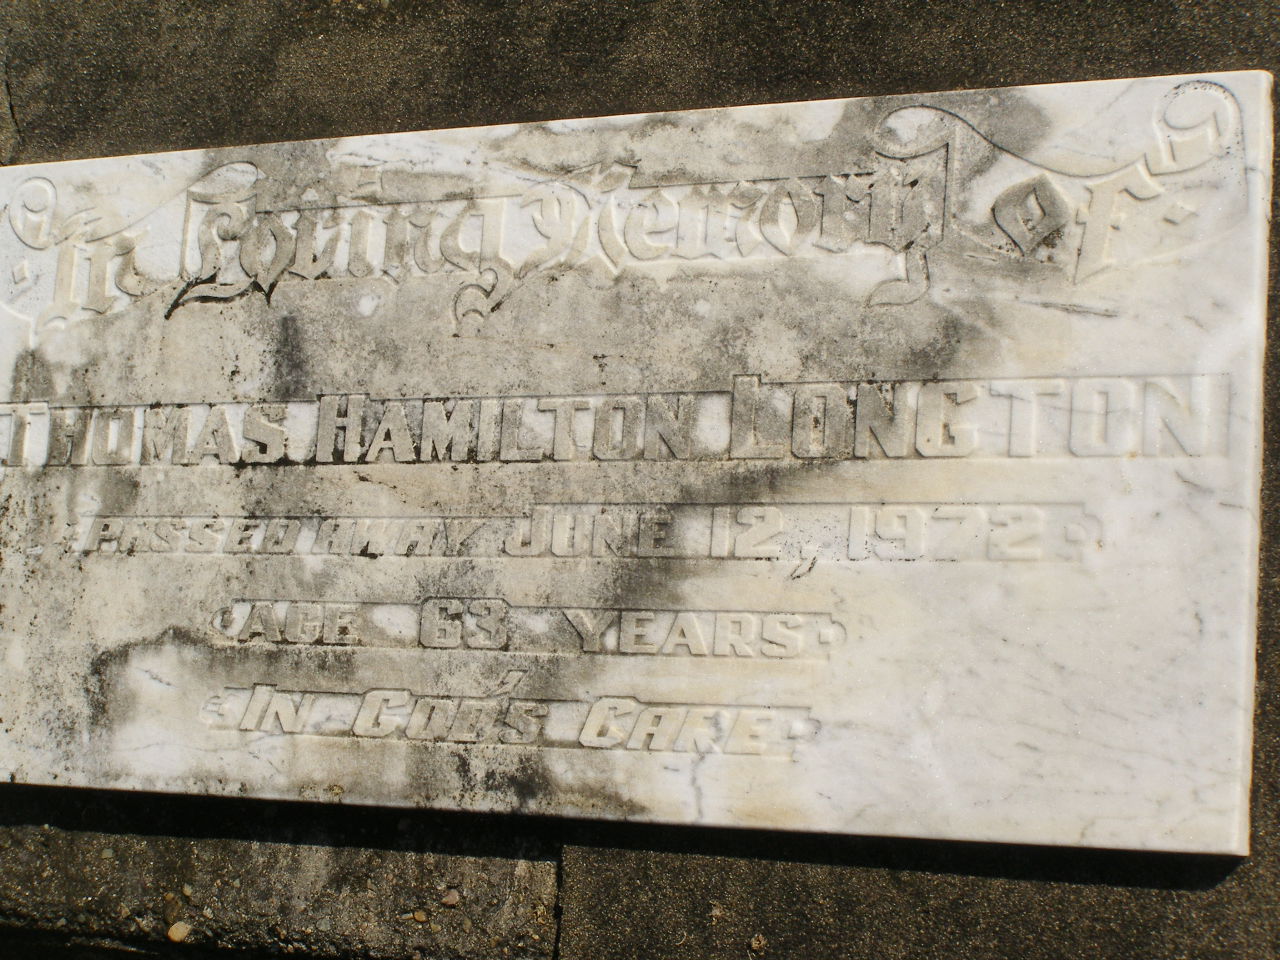 In Loving Memory of
THOMAS HAMILTON LONGTON
PASSED AWAY JUNE 12, 1972
AGE 63 YEARS
IN GOD'S CARE